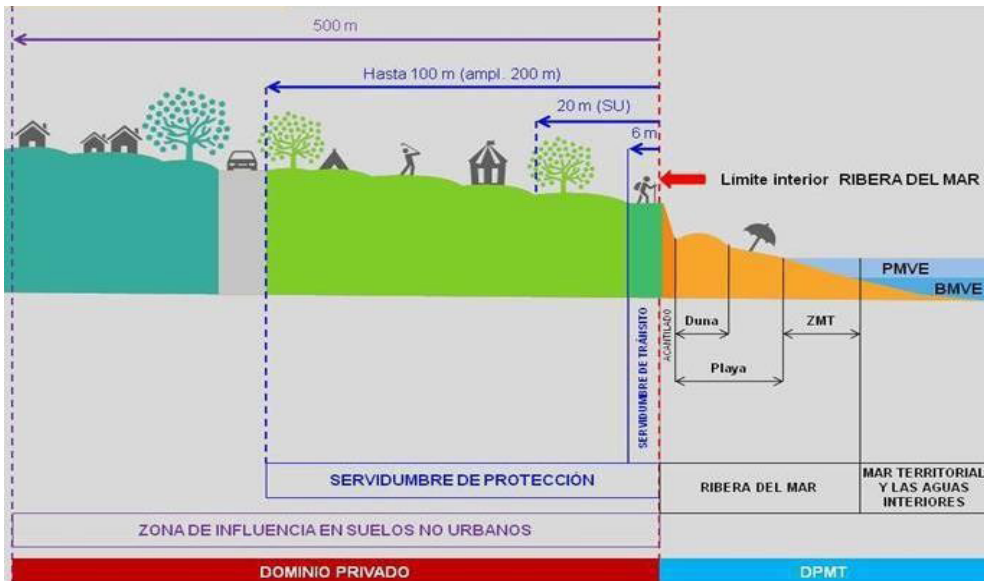 500 m
Hasta 100 m (ampl. 200 m)
20 m (SU)
6 m
Límite interior RIBERA DEL MAR
PMVE
BMVE
SERVIDUMBRE DE TRÁNSITO
ACANTILADO
Duna
ZMT
Playa
SERVIDUMBRE DE PROTECCIÓN
RIBERA DEL MAR
MAR TERRITORIAL
Y LAS AGUAS
INTERIORES
ZONA DE INFLUENCIA EN SUELOS NO URBANOS
DOMINIO PRIVADO
DPMT